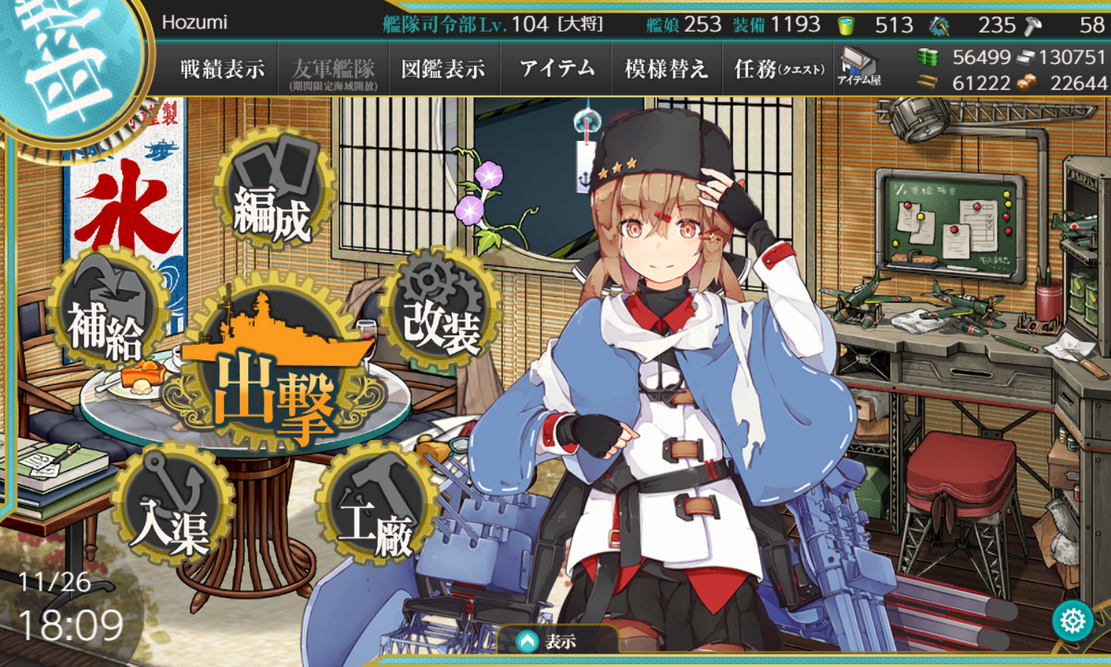 母港
Hozumi
艦隊司令部Lv.104 [大将]
艦娘 253 装備 1193
513
235
58
戦績表示
友軍艦隊
(期間限定海域開放)
図鑑表示
アイテム
模様替え
任務(クエスト)
アイテム屋
56499
130751
61222
22644
氷
編成
補給
改装
出撃
入渠
工廠
11/26
18:09
表示